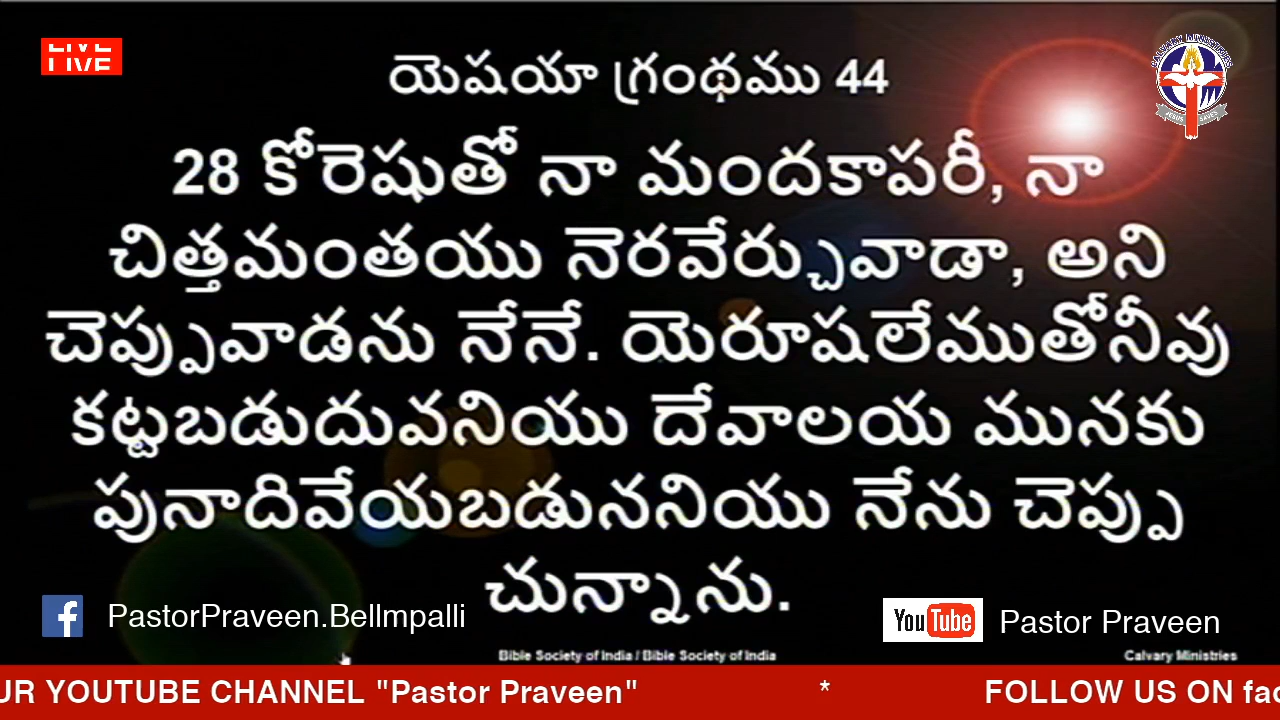 LIVE
యెషయా గ్రంథము 44
28 కోరెషుతో నా మందకాపరీ, నా
చిత్తమంతయు నెరవేర్చువాడా, అని
చెప్పువాడను నేనే. యెరూషలేముతోనీవు
కట్టబడుదువనియు దేవాలయ మునకు
పునాదివేయబడుననియు నేను చెప్పు
చున్నాను.
PastorPraveen.Bellmpalli
YouTube Pastor Praveen
Bible Society of India / Bible Society of India
Calvary Ministries
UR YOUTUBE CHANNEL "Pastor Praveen" * FOLLOW US ON fac